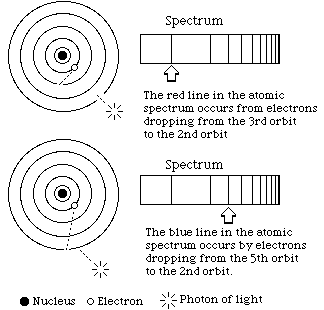 Spectrum
The red line in the atomic
spectrum occurs from electrons
dropping from the 3rd orbit
to the 2nd orbit
Spectrum
The blue line in the atomic
spectrum occurs by electrons
dropping from the 5th orbit
to the 2nd orbit.
Nucleus Electron Photon of light